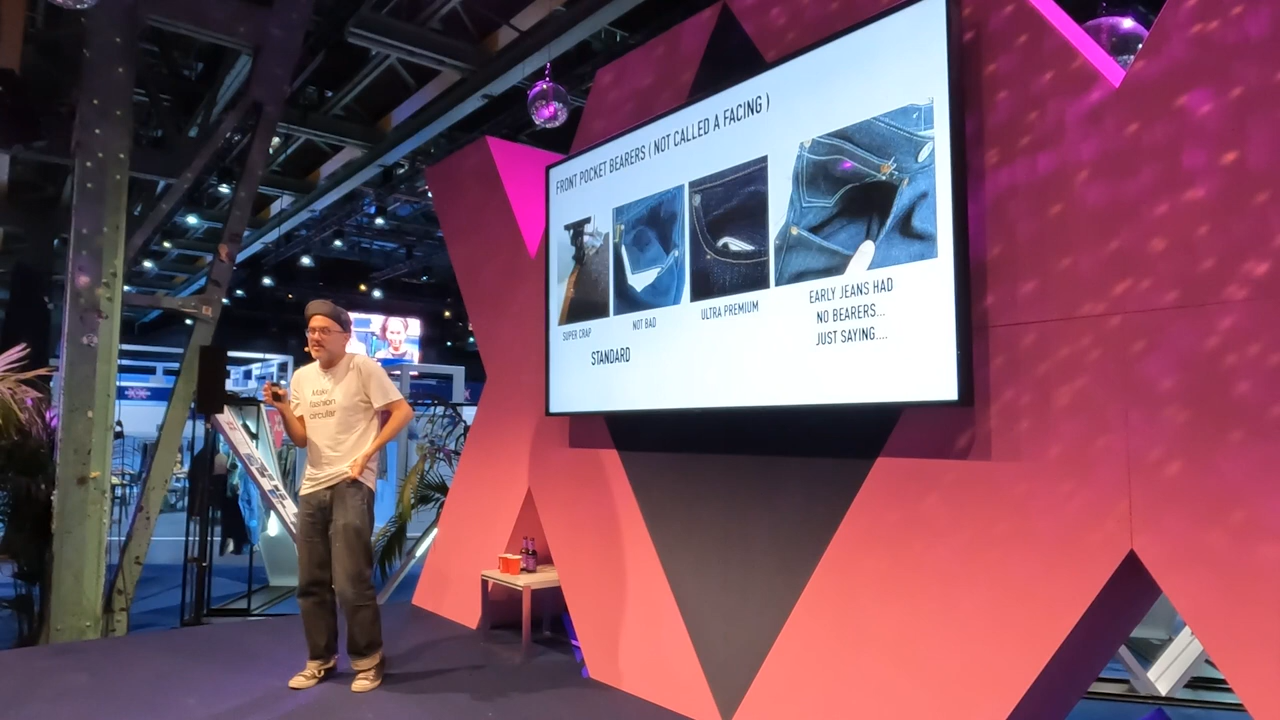 FRONT POCKET BEARERS ( NOT CALLED A FACING )
SUPER CRAP
NOT BAD
ULTRA PREMIUM
EARLY JEANS HAD
NO BEARERS...
JUST SAYING....
STANDARD
Make
fashion
circular